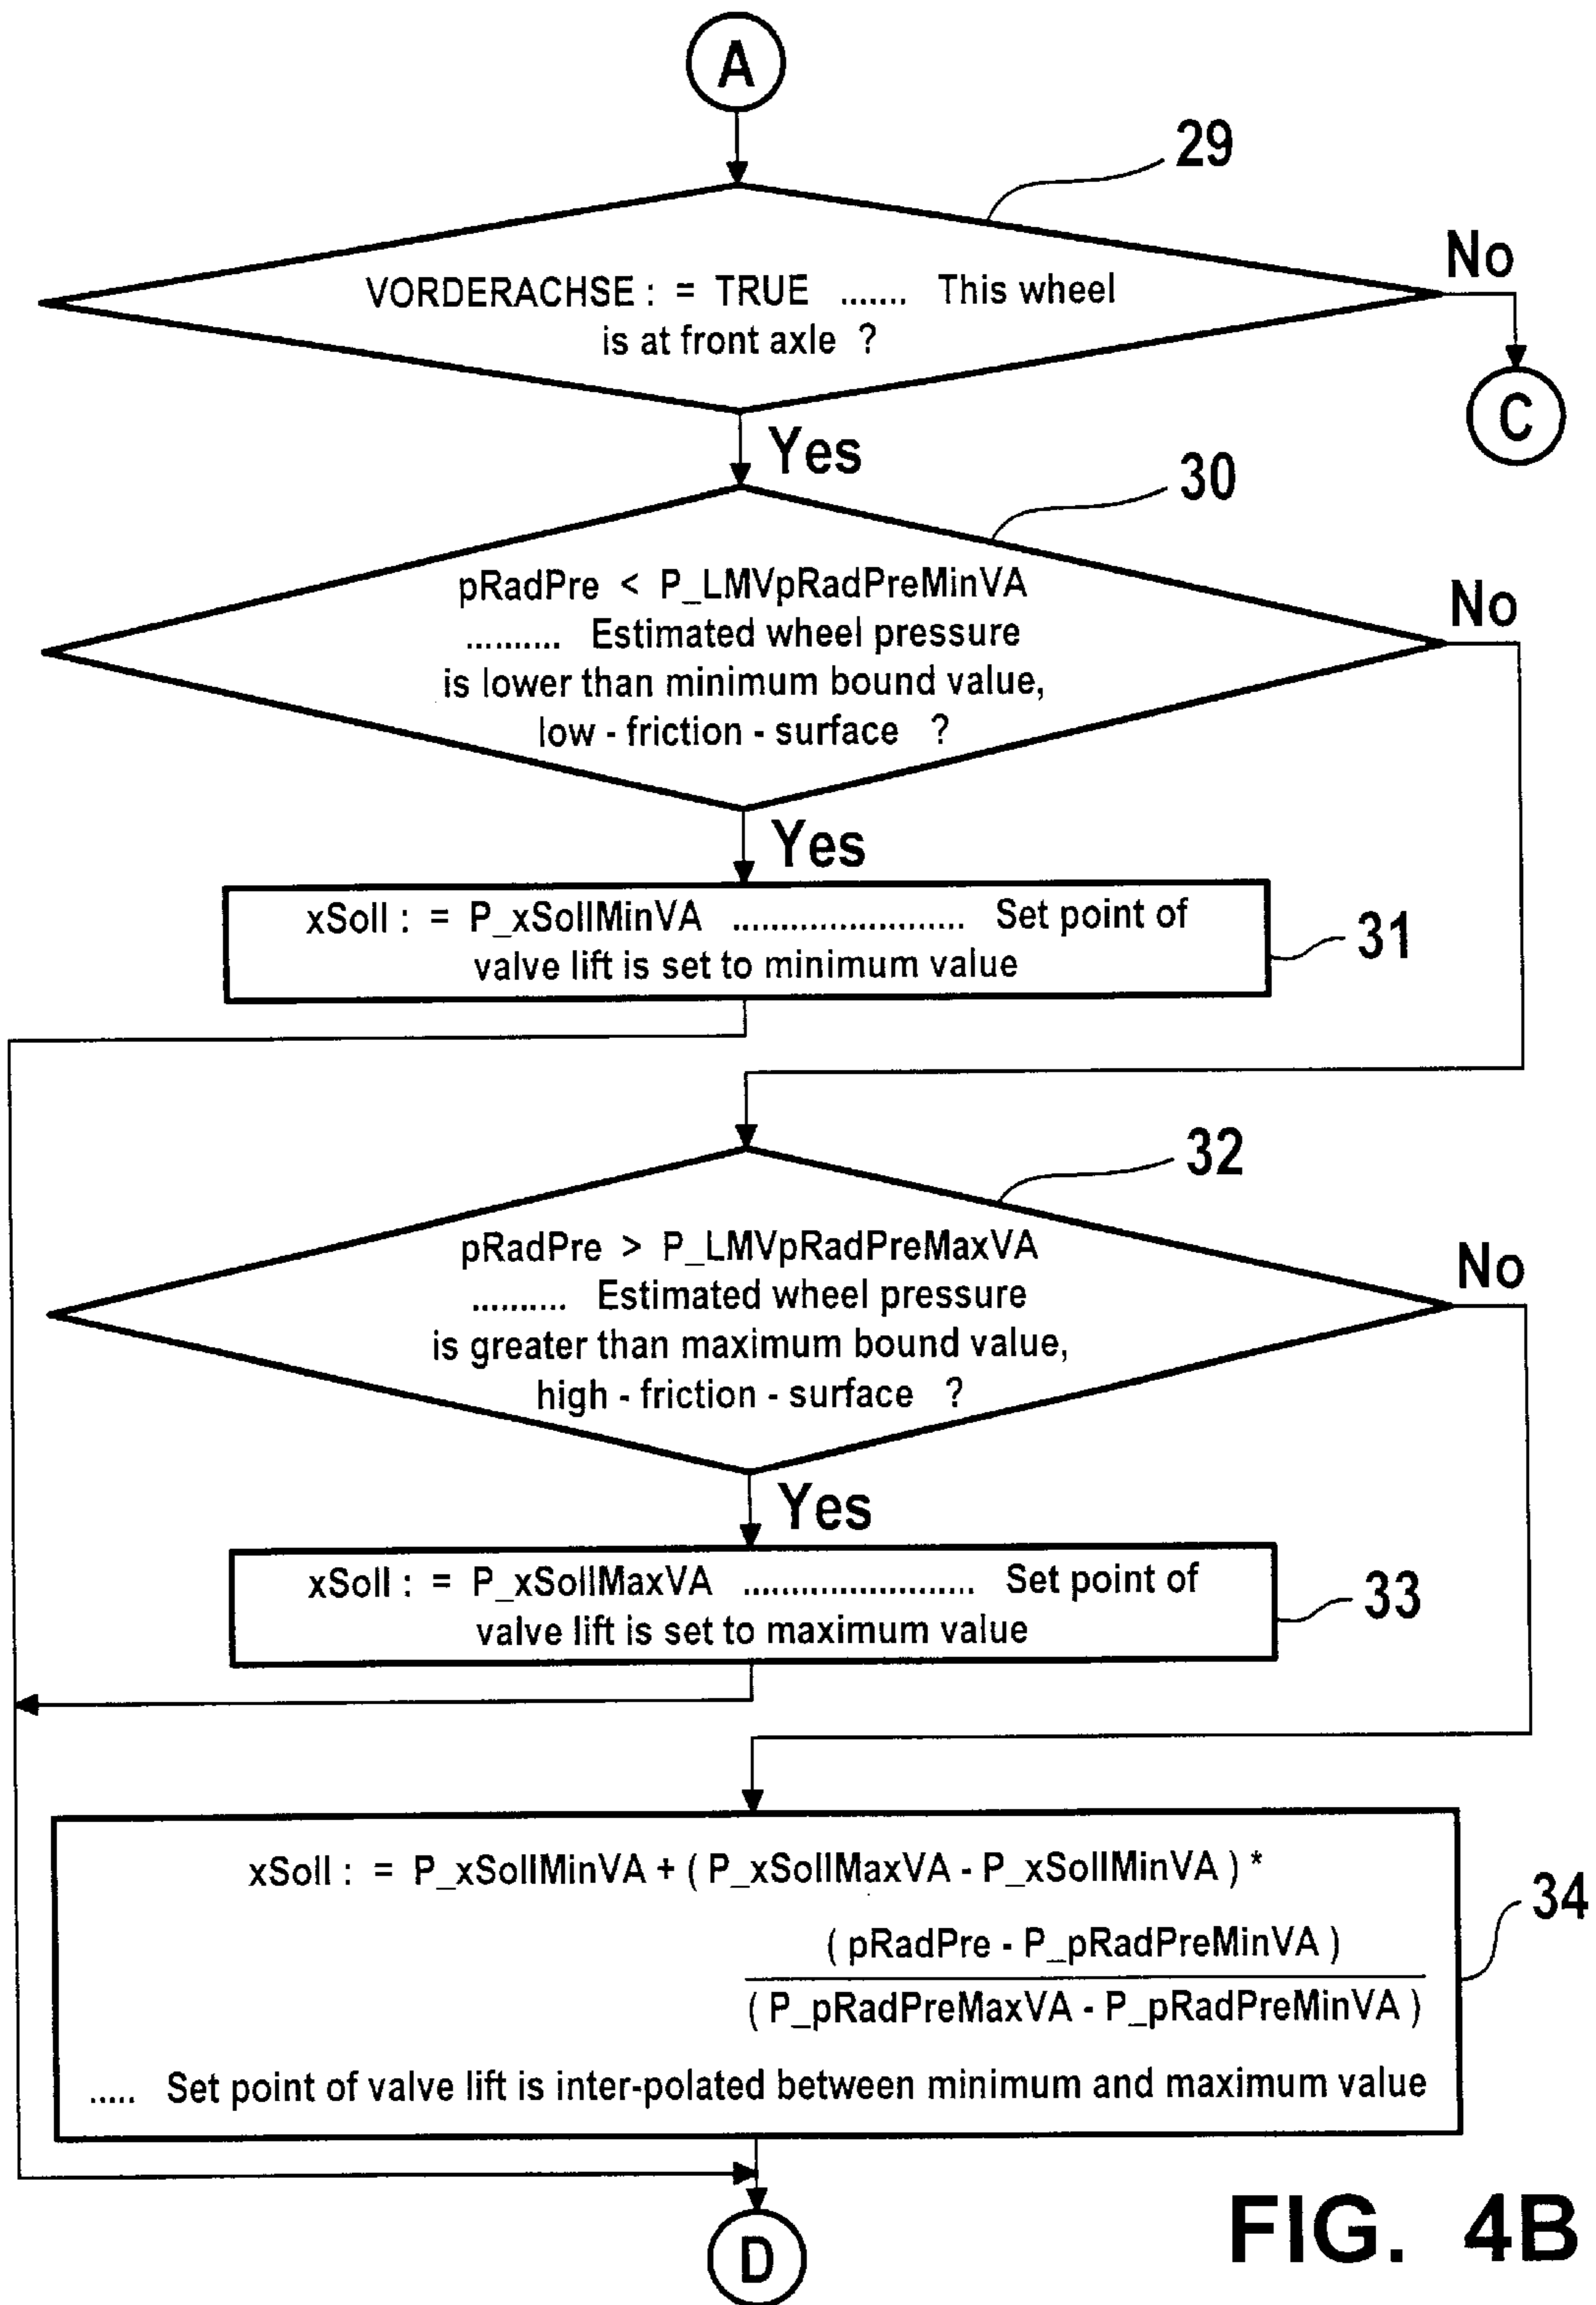 A
29
VORDERACHSE : = TRUE ....... This wheel
is at front axle ?
No
C
Yes
30
pRadPre < P_LMVpRadPreMinVA
.......... Estimated wheel pressure
is lower than minimum bound value,
low - friction - surface ?
No
Yes
xSoll : = P_xSollMinVA ......................... Set point of
valve lift is set to minimum value
31
32
pRadPre > P_LMVpRadPreMaxVA
.......... Estimated wheel pressure
is greater than maximum bound value,
high - friction - surface ?
No
Yes
xSoll : = P_xSollMaxVA ......................... Set point of
valve lift is set to maximum value
33
xSoll : = P_xSollMinVA + ( P_xSollMaxVA - P_xSollMinVA ) *
( pRadPre - P_pRadPreMinVA )
( P_pRadPreMaxVA - P_pRadPreMinVA )
..... Set point of valve lift is inter-polated between minimum and maximum value
34
D
FIG. 4B